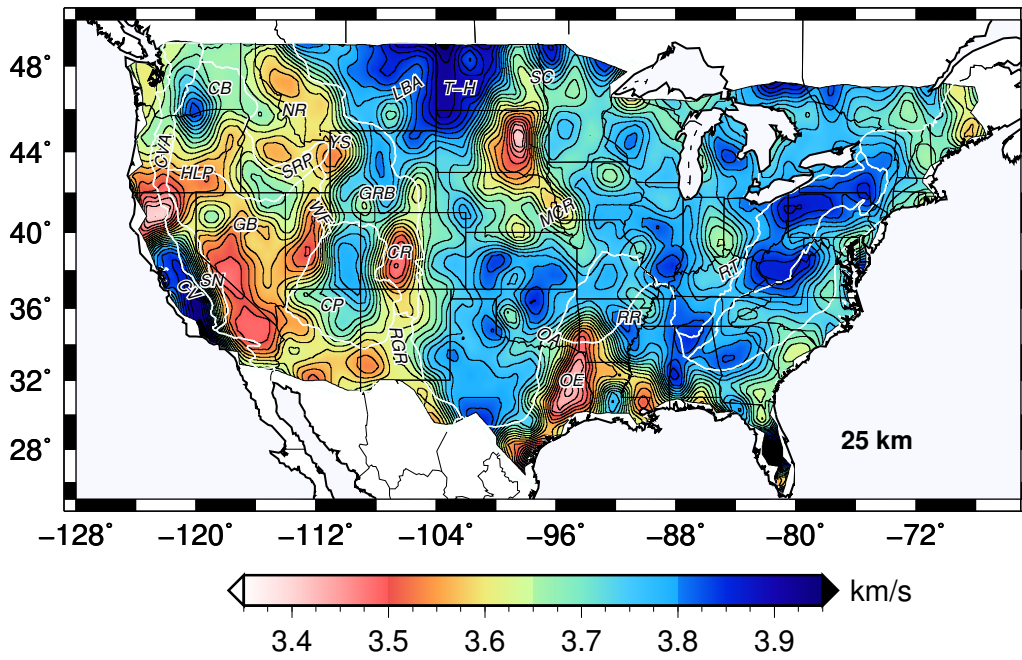 48°
44°
40°
36°
32°
28°
CB
NR
LBA
T-H
SC
CVA
HLP
SRP
YS
GRB
GB
WF
CR
MCR
RT
CV
SN
CP
RGR
OA
RR
OE
25 km
−128° −120° −112° −104° −96° −88° −80° −72°
km/s
3.4 3.5 3.6 3.7 3.8 3.9